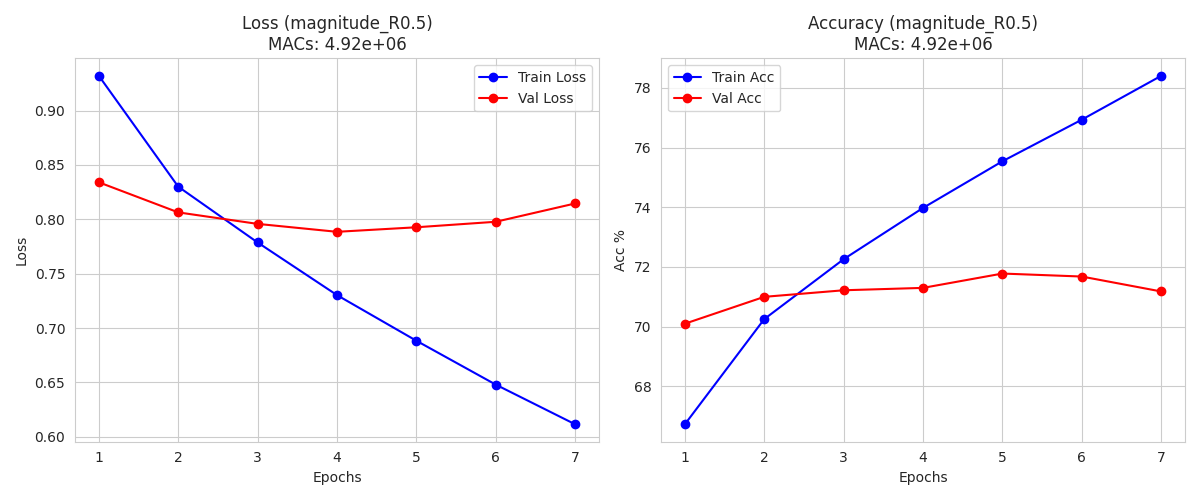 Loss (magnitude_R0.5)
MACs: 4.92e+06
Train Loss
Val Loss
0.90
0.85
0.80
0.75
0.70
0.65
0.60
Loss
1 2 3 4 5 6 7
Epochs
Accuracy (magnitude_R0.5)
MACs: 4.92e+06
Train Acc
Val Acc
78
76
74
72
70
68
Acc %
1 2 3 4 5 6 7
Epochs